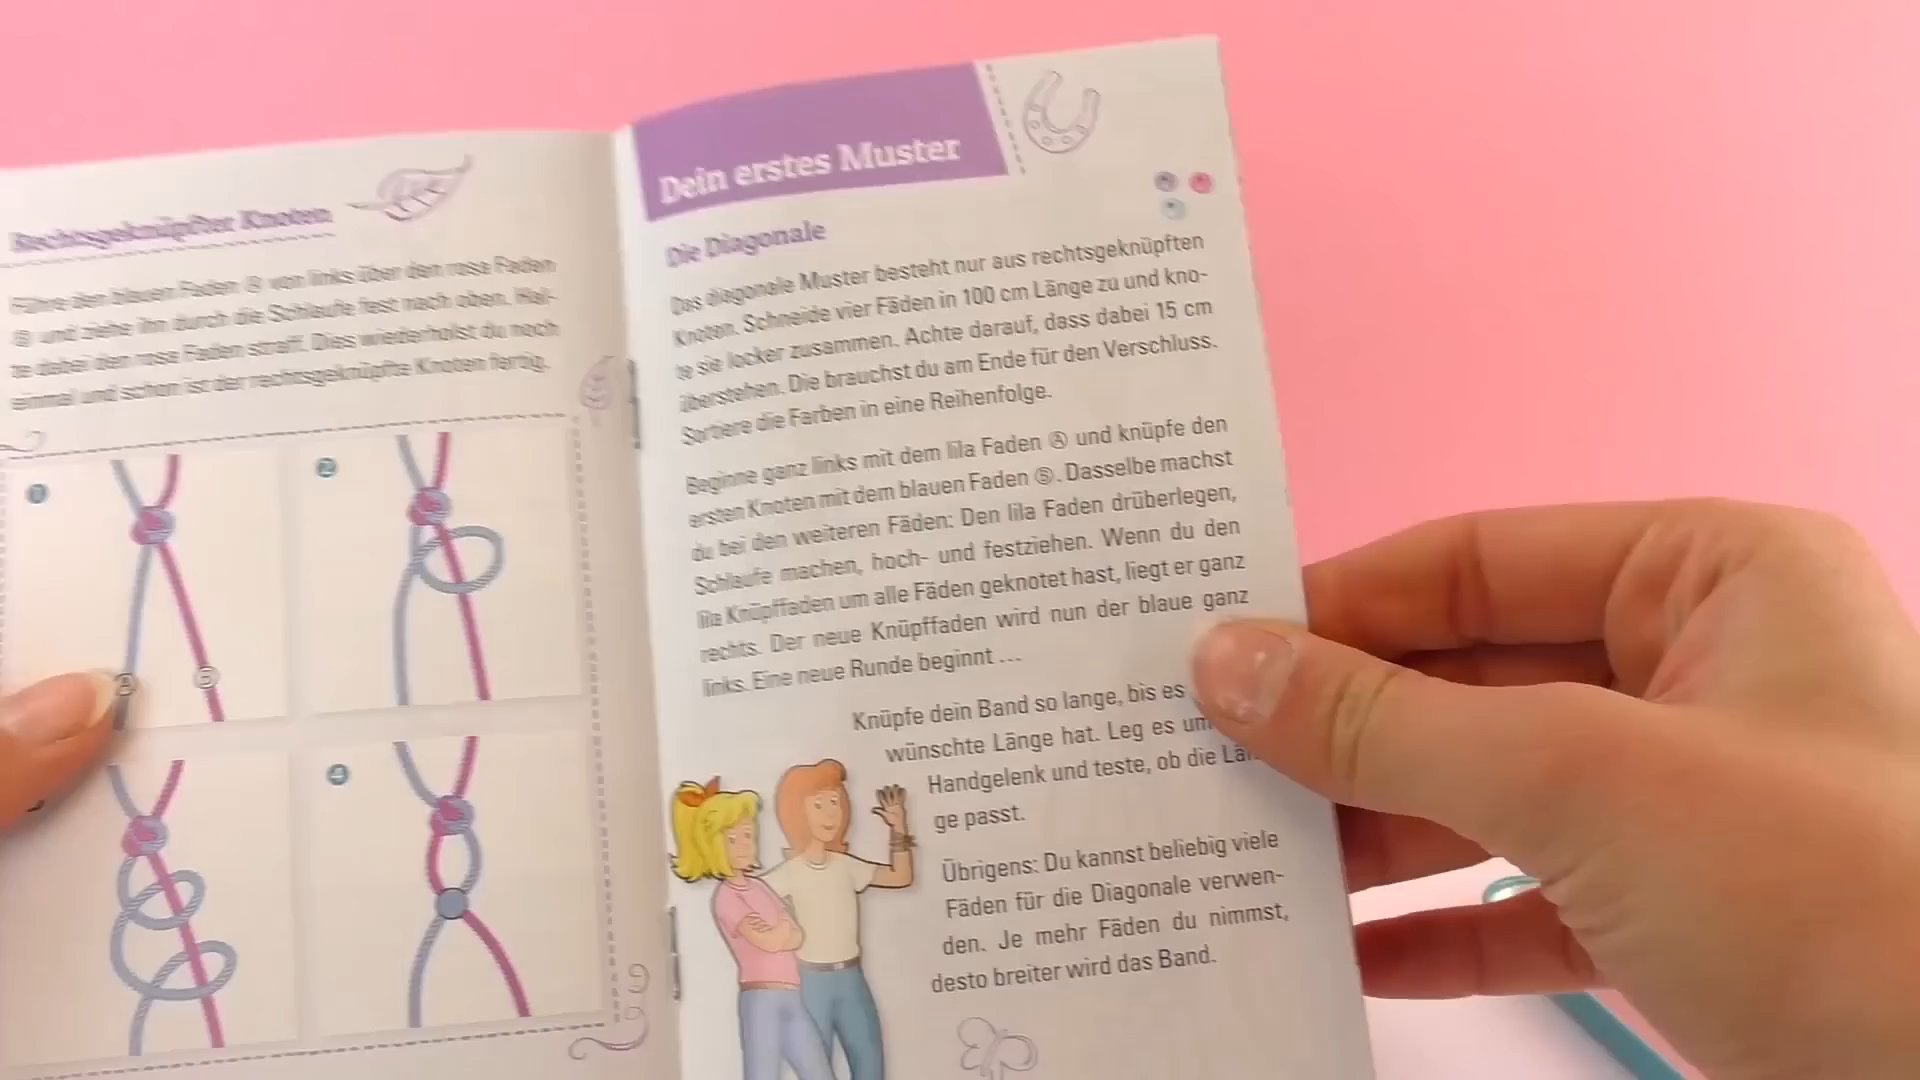 Rechtsgeknüpfter Knoten
Führe den blauen Faden Ⓐ von links über den rosa Faden
Ⓑ und ziehe ihn durch die Schlaufe fest nach oben. Hal-
te dabei den rosa Faden straff. Dies wiederholst du noch
einmal und schon ist der rechtsgeknüpfte Knoten fertig.
1
2
A
B
4
Dein erstes Muster
Die Diagonale
Das diagonale Muster besteht nur aus rechtsgeknüpften
Knoten. Schneide vier Fäden in 100 cm Länge zu und kno-
te sie locker zusammen. Achte darauf, dass dabei 15 cm
überstehen. Die brauchst du am Ende für den Verschluss.
Sortiere die Farben in eine Reihenfolge.
Beginne ganz links mit dem lila Faden Ⓐ und knüpfe den
ersten Knoten mit dem blauen Faden Ⓑ. Dasselbe machst
du bei den weiteren Fäden: Den lila Faden drüberlegen,
Schlaufe machen, hoch- und festziehen. Wenn du den
lila Knüpffaden um alle Fäden geknotet hast, liegt er ganz
rechts. Der neue Knüpffaden wird nun der blaue ganz
links. Eine neue Runde beginnt ...
Knüpfe dein Band so lange, bis es
wünschte Länge hat. Leg es um
Handgelenk und teste, ob die Län-
ge passt.
Übrigens: Du kannst beliebig viele
Fäden für die Diagonale verwen-
den. Je mehr Fäden du nimmst,
desto breiter wird das Band.